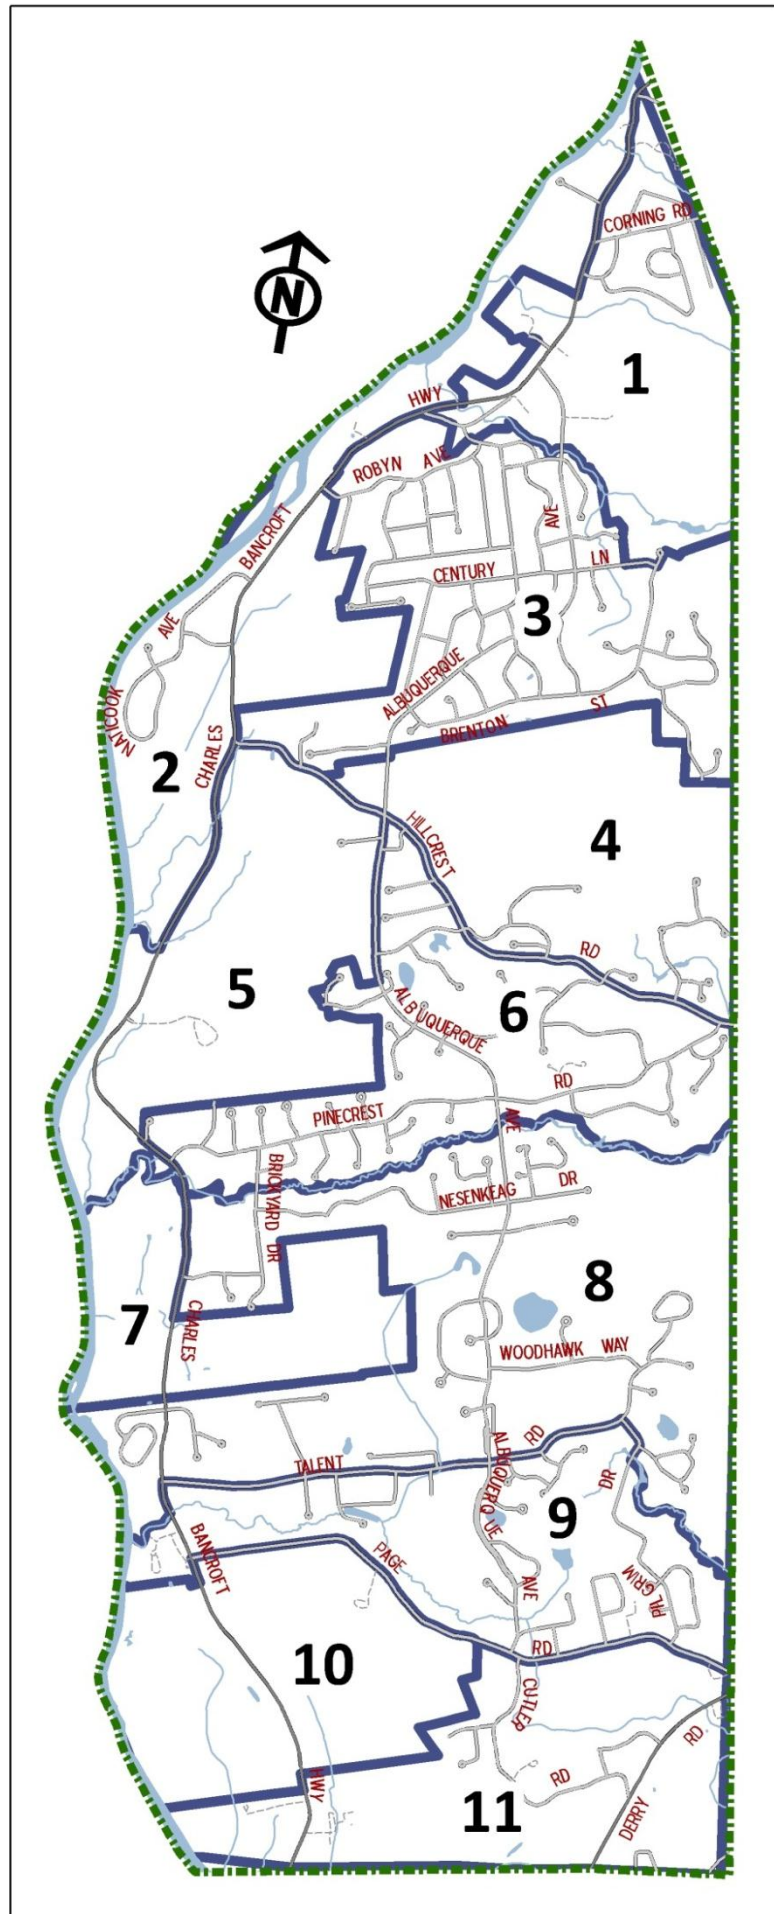 CORNING RD
N
1
HWY
ROBYN AVE
BANCROFT
AVE
CENTURY LN
3
NATICOOK AVE
ALBUQUERQUE
BRENTON ST
2
CHARLES
HILLCREST
4
RD
5
ALBUQUERQUE
6
RD
PINECREST
AVE
BRICKYARD DR
NESENKEAG DR
8
7
CHARLES
WOODHAWK WAY
ALBUQUERQUE
RD
TALENT
DR
9
BANCROFT
PAGE
AVE
PILGRIM
RD
10
CUTLER
RD
HWY
RD
11
DERRY